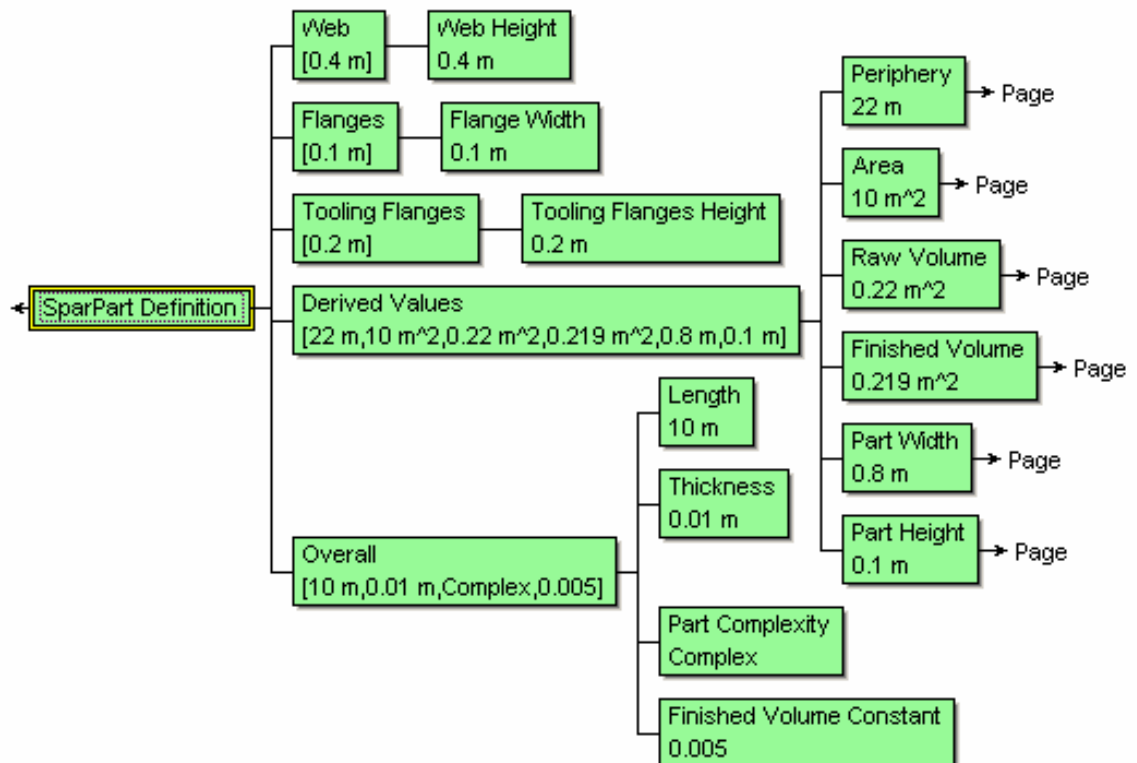 Web
[0.4 m]
Web Height
0.4 m
Flanges
[0.1 m]
Flange Width
0.1 m
Tooling Flanges
[0.2 m]
Tooling Flanges Height
0.2 m
SparPart Definition
Derived Values
[22 m,10 m^2,0.22 m^2,0.219 m^2,0.8 m,0.1 m]
Periphery
22 m
Page
Area
10 m^2
Page
Raw Volume
0.22 m^2
Page
Finished Volume
0.219 m^2
Page
Part Width
0.8 m
Page
Part Height
0.1 m
Page
Overall
[10 m,0.01 m,Complex,0.005]
Length
10 m
Thickness
0.01 m
Part Complexity
Complex
Finished Volume Constant
0.005